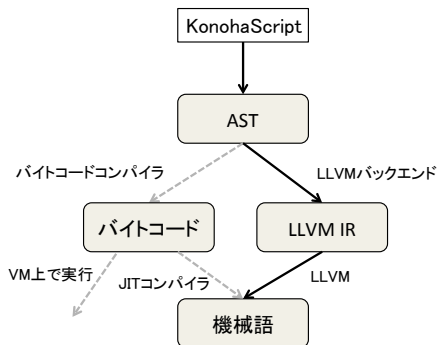 KonohaScript
AST
バイトコードコンパイラ
LLVMバックエンド
バイトコード
LLVM IR
VM上で実行
JITコンパイラ
LLVM
機械語